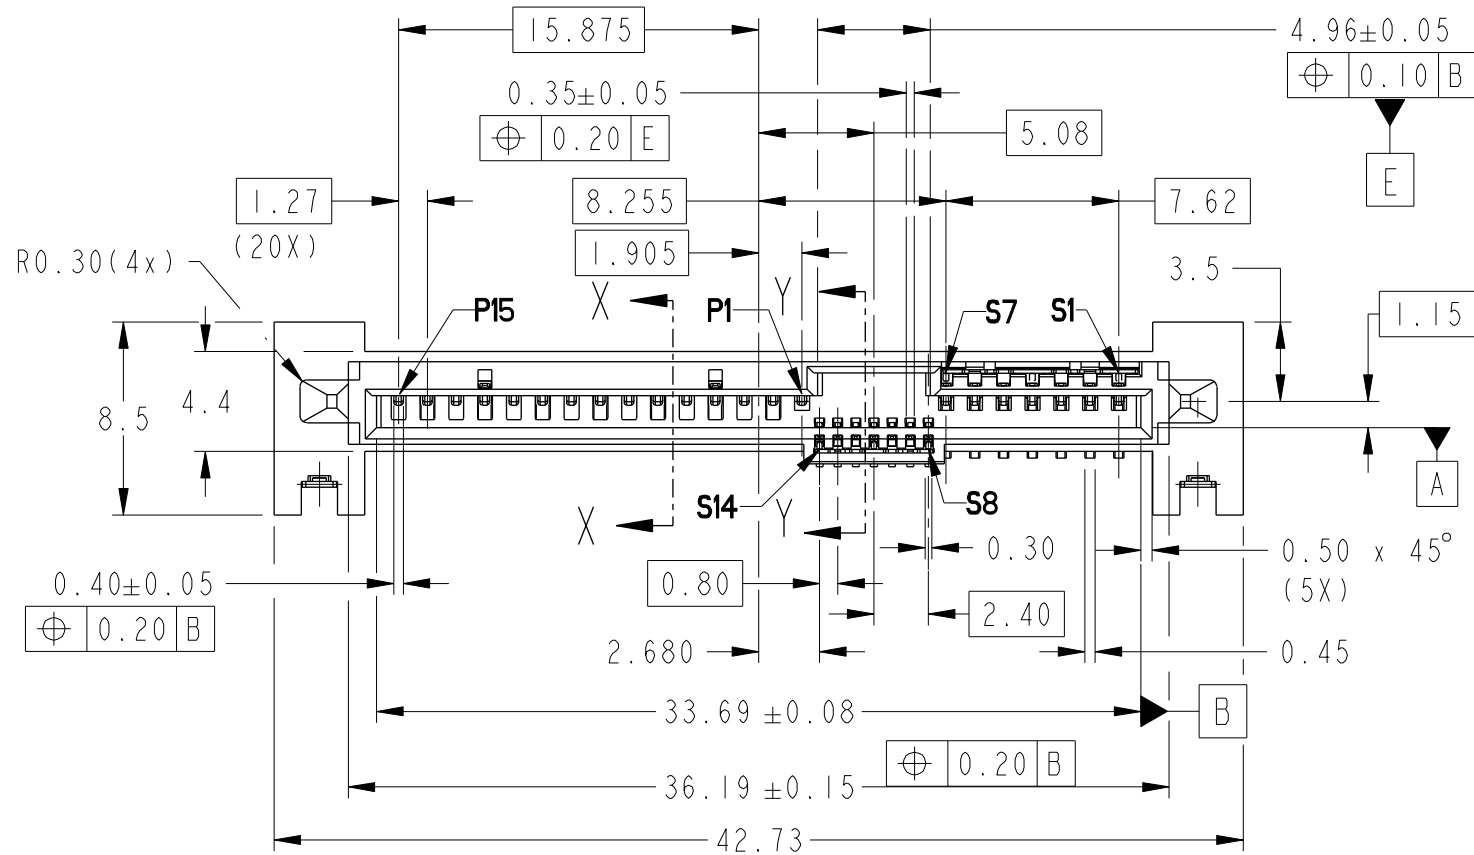 15.875
4.96±0.05
⌖ 0.10 B
0.35±0.05
⌖ 0.20 E
5.08
E
1.27
(20X)
8.255
7.62
R0.30(4x)
1.905
3.5
X
Y
P15
P1
S7
S1
1.15
8.5
4.4
A
X
S14
Y
S8
0.30
0.50 x 45°
(5X)
0.40±0.05
⌖ 0.20 B
0.80
2.40
2.680
0.45
33.69 ±0.08
B
⌖ 0.20 B
36.19 ±0.15
42.73